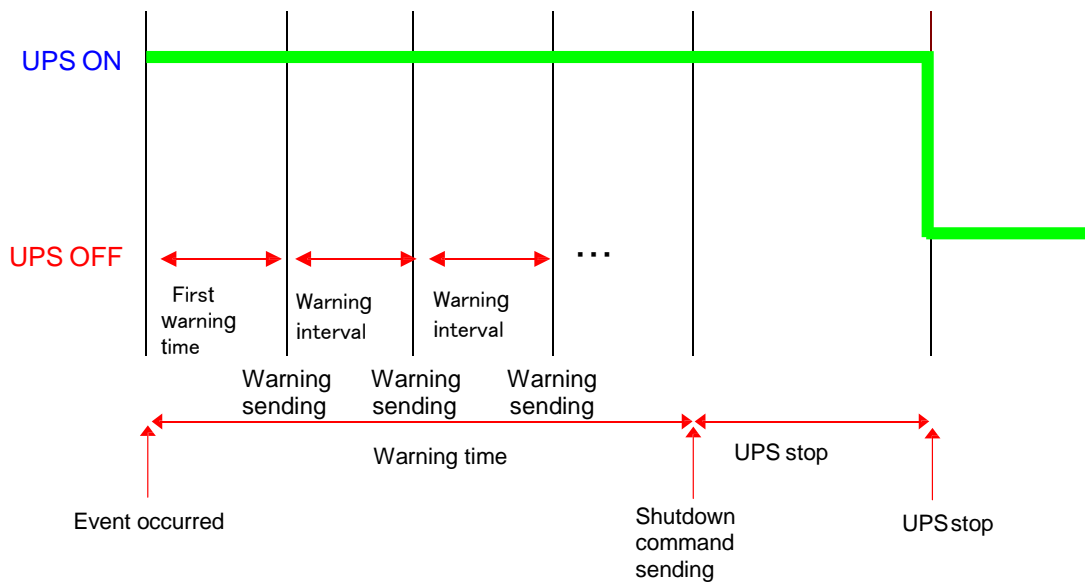 UPS ON
UPS OFF
...
First
warning
time
Warning
interval
Warning
interval
Warning
sending
Warning
sending
Warning
sending
Warning time
UPS stop
Event occurred
Shutdown
command
sending
UPS stop